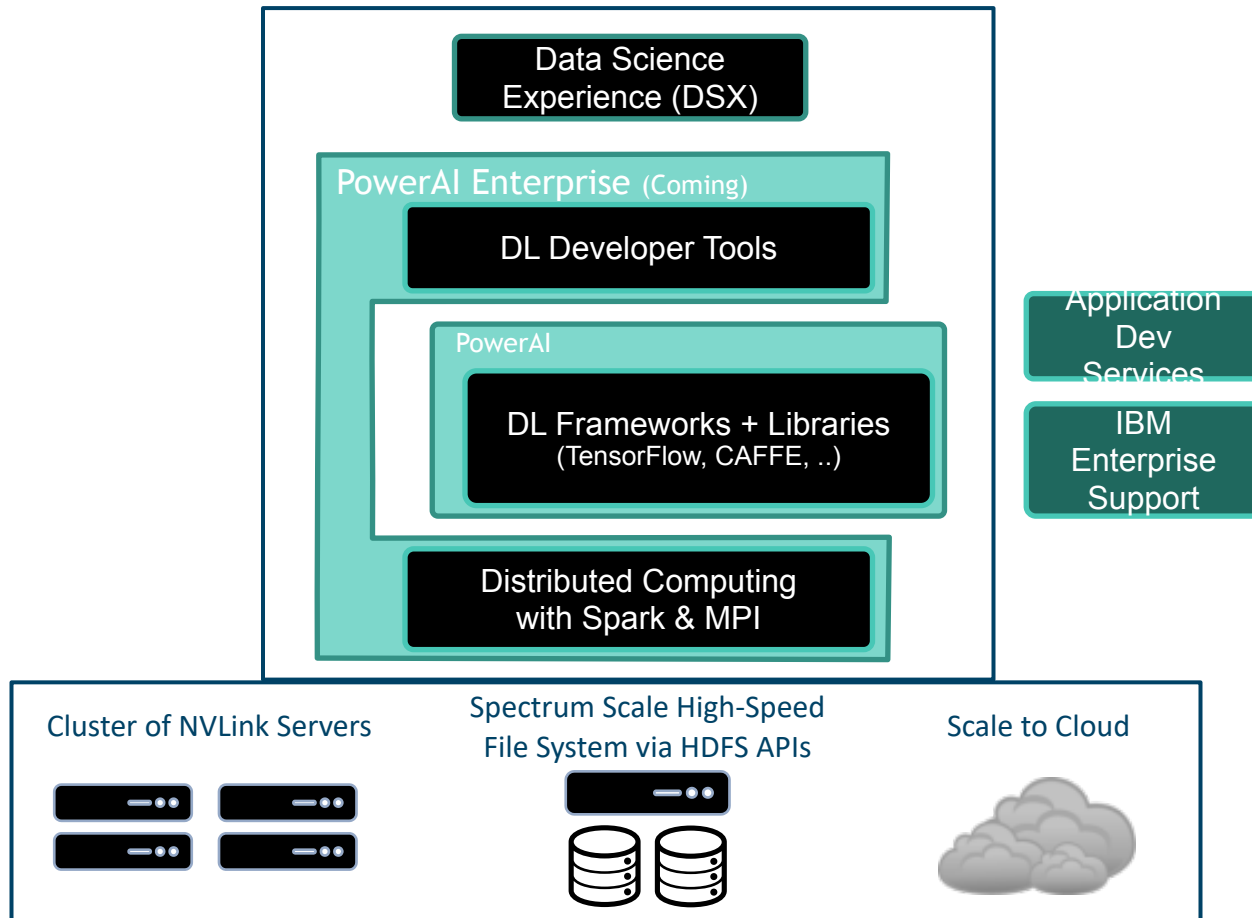 Data Science
Experience (DSX)
PowerAI Enterprise (Coming)
DL Developer Tools
PowerAI
DL Frameworks + Libraries
(TensorFlow, CAFFE, ..)
Distributed Computing
with Spark & MPI
Application
Dev
Services
IBM
Enterprise
Support
Cluster of NVLink Servers
Spectrum Scale High-Speed
File System via HDFS APIs
Scale to Cloud